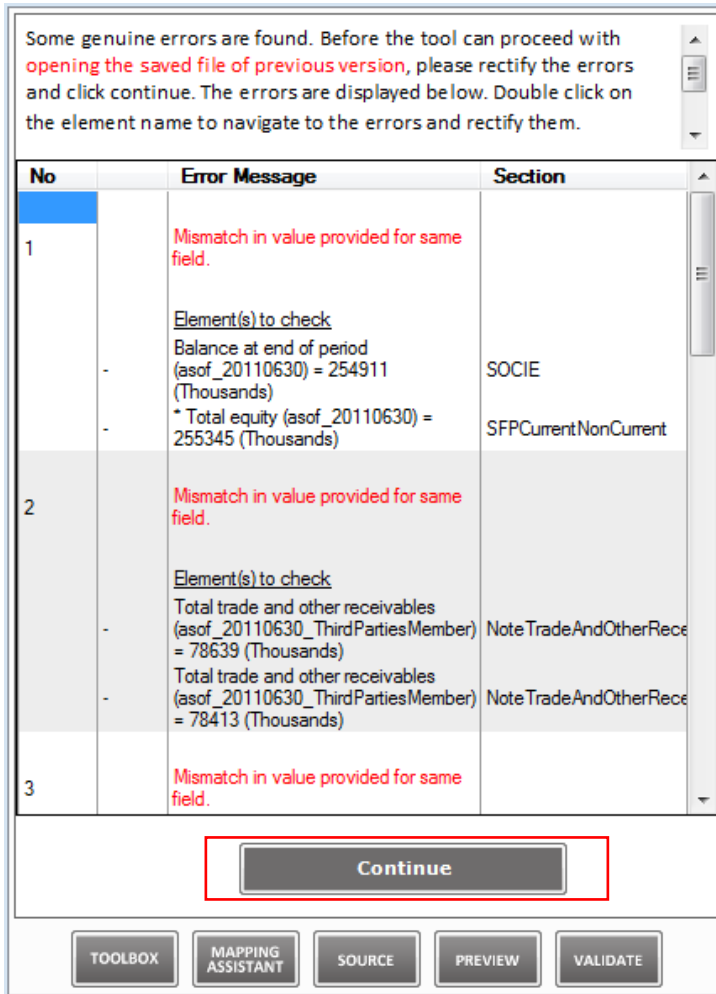 Some genuine errors are found. Before the tool can proceed with
opening the saved file of previous version, please rectify the errors
and click continue. The errors are displayed below. Double click on
the element name to navigate to the errors and rectify them.
No Error Message Section
1 Mismatch in value provided for same
field.
Element(s) to check
Balance at end of period
- (asof_20110630) = 254911 SOCIE
(Thousands)
* Total equity (asof_20110630) =
- 255345 (Thousands) SFPCurrentNonCurrent
2 Mismatch in value provided for same
field.
Element(s) to check
Total trade and other receivables
- (asof_20110630_ThirdPartiesMember) NoteTradeAndOtherRece
= 78639 (Thousands)
Total trade and other receivables
- (asof_20110630_ThirdPartiesMember) NoteTradeAndOtherRece
= 78413 (Thousands)
3 Mismatch in value provided for same
field.
Continue
TOOLBOX MAPPING ASSISTANT SOURCE PREVIEW VALIDATE